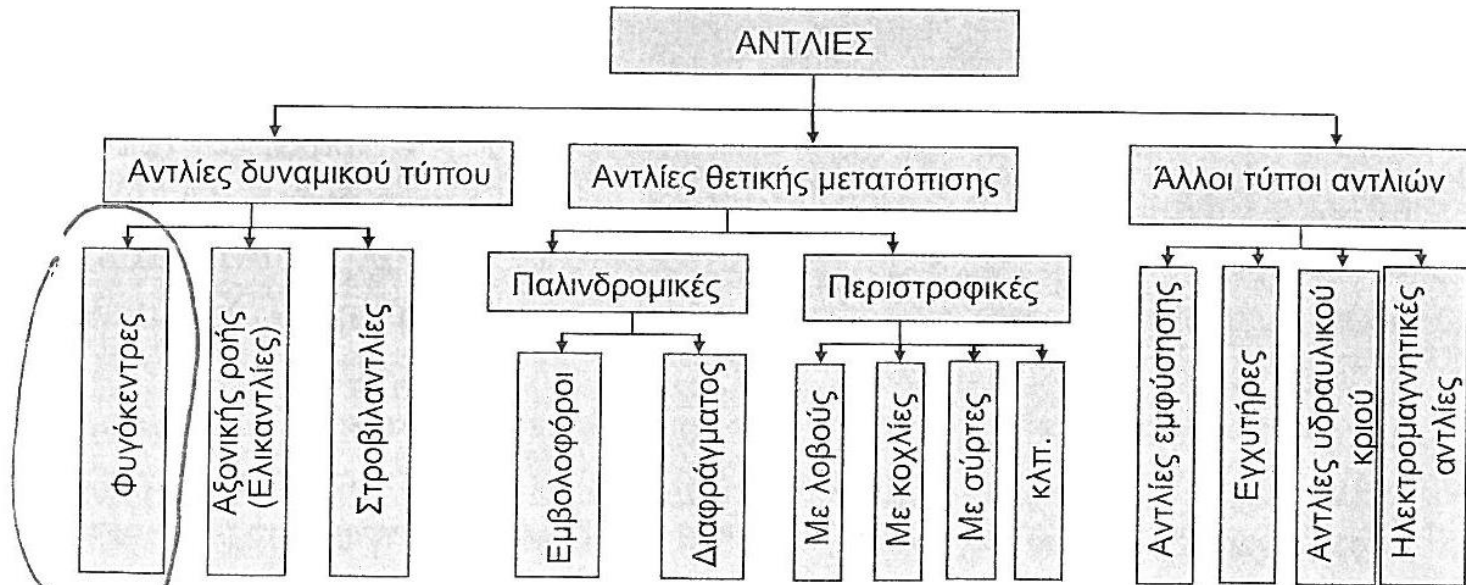 ΑΝΤΛΙΕΣ
Αντλίες δυναμικού τύπου
Αντλίες θετικής μετατόπισης
Άλλοι τύποι αντλιών
Φυγόκεντρες
Αξονικής ροής
(Ελικαντλίες)
Στροβιλαντλίες
Παλινδρομικές
Περιστροφικές
Εμβολοφόροι
Διαφράγματος
Με λοβούς
Με κοχλίες
Με σύρτες
κλπ.
Αντλίες εμφύσησης
Εγχυτήρες
Αντλίες υδραυλικού
κριού
Ηλεκτρομαγνητικές
αντλίες